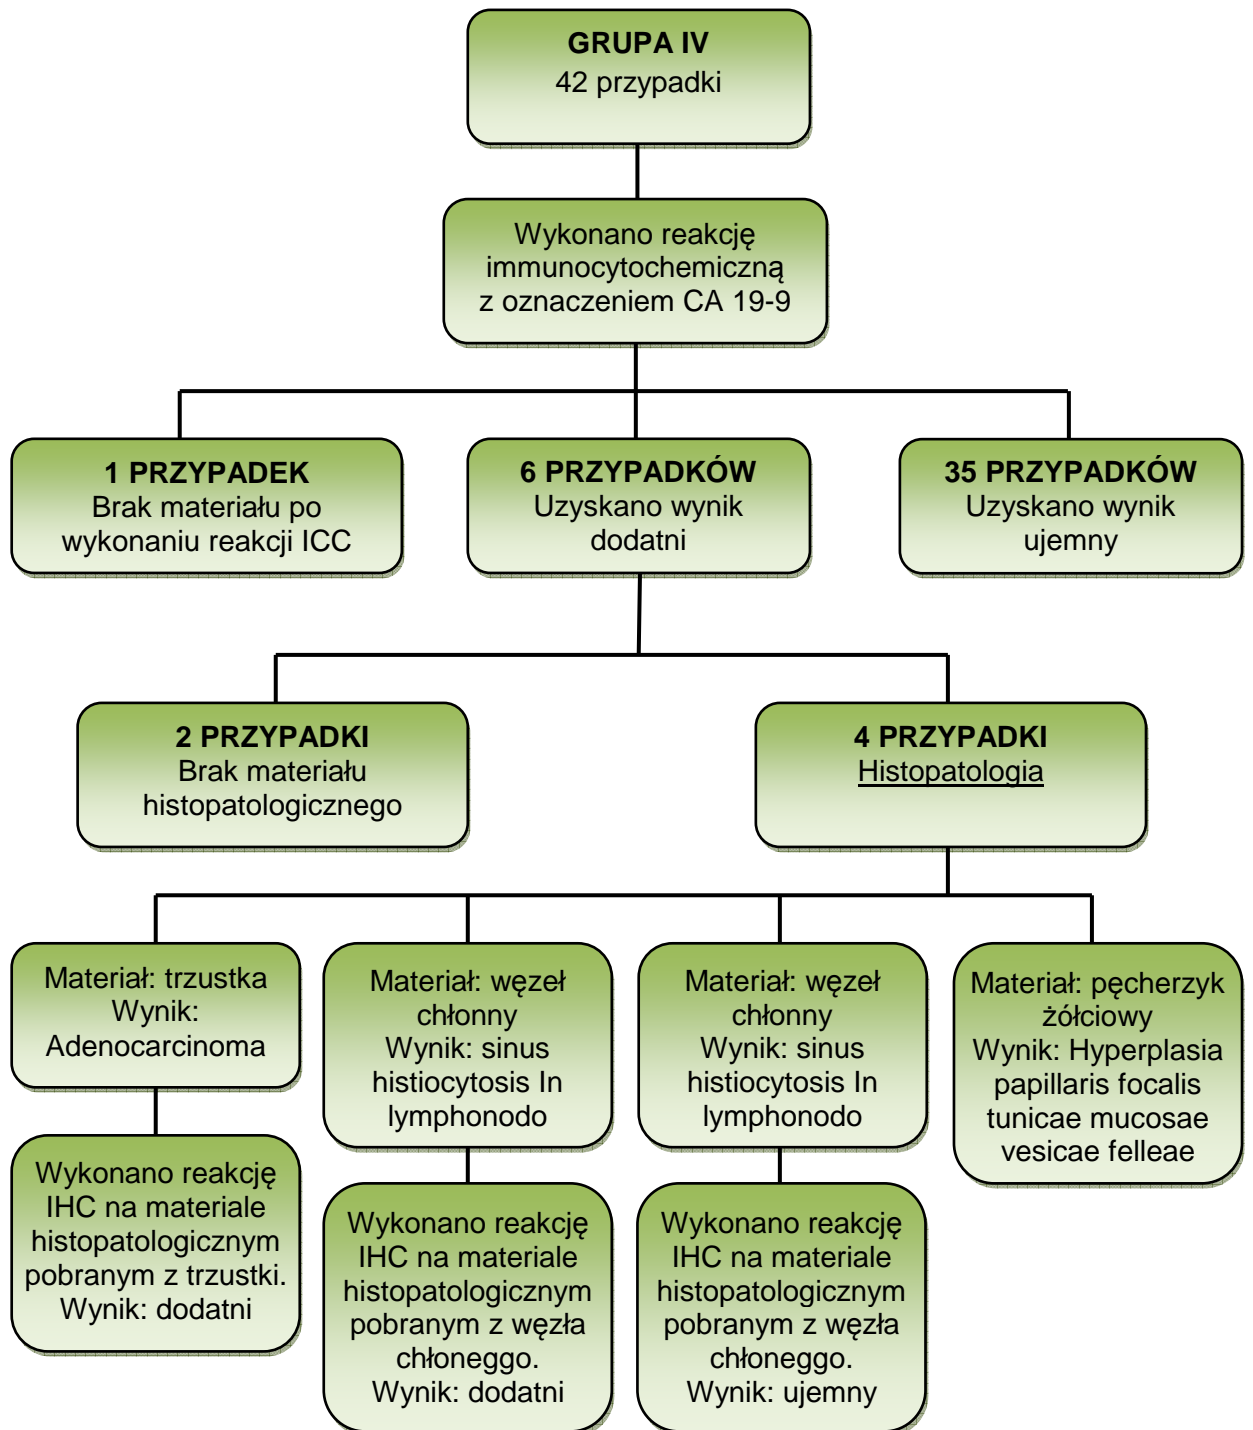 GRUPA IV
42 przypadki
Wykonano reakcję
immunocytochemiczną
z oznaczeniem CA 19-9
1 PRZYPADEK
Brak materiału po
wykonaniu reakcji ICC
6 PRZYPADKÓW
Uzyskano wynik
dodatni
35 PRZYPADKÓW
Uzyskano wynik
ujemny
2 PRZYPADKI
Brak materiału
histopatologicznego
4 PRZYPADKI
Histopatologia
Materiał: trzustka
Wynik:
Adenocarcinoma
Materiał: węzeł
chłonny
Wynik: sinus
histiocytosis In
lymphonodo
Materiał: węzeł
chłonny
Wynik: sinus
histiocytosis In
lymphonodo
Materiał: pęcherzyk
żółciowy
Wynik: Hyperplasia
papillaris focalis
tunicae mucosae
vesicae felleae
Wykonano reakcję
IHC na materiale
histopatologicznym
pobranym z trzustki.
Wynik: dodatni
Wykonano reakcję
IHC na materiale
histopatologicznym
pobranym z węzła
chłoneggo.
Wynik: dodatni
Wykonano reakcję
IHC na materiale
histopatologicznym
pobranym z węzła
chłoneggo.
Wynik: ujemny